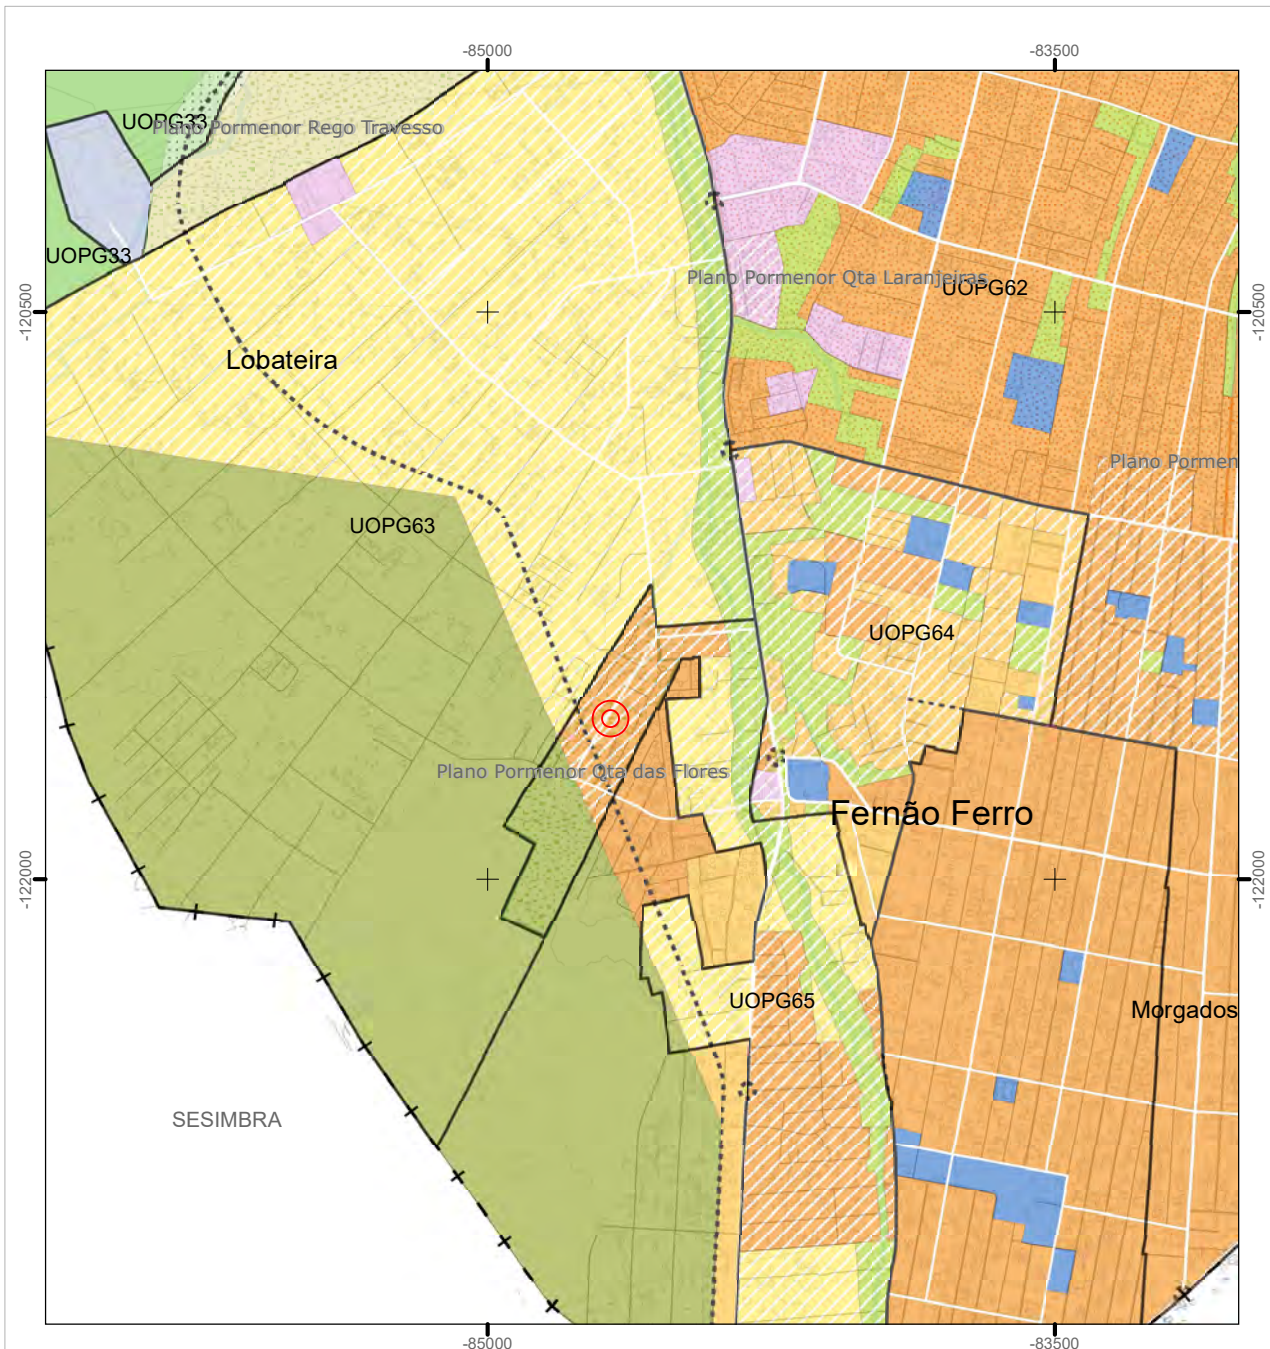 -85000
-83500
UOPG33
Plano Pormenor Rego Travesso
UOPG33
Plano Pormenor Qta Laranjeiras
UOPG62
-120500
-120500
Lobateira
Plano Pormen
UOPG63
UOPG64
Plano Pormenor Qta das Flores
Fernão Ferro
-122000
-122000
UOPG65
Morgados
SESIMBRA
-85000
-83500